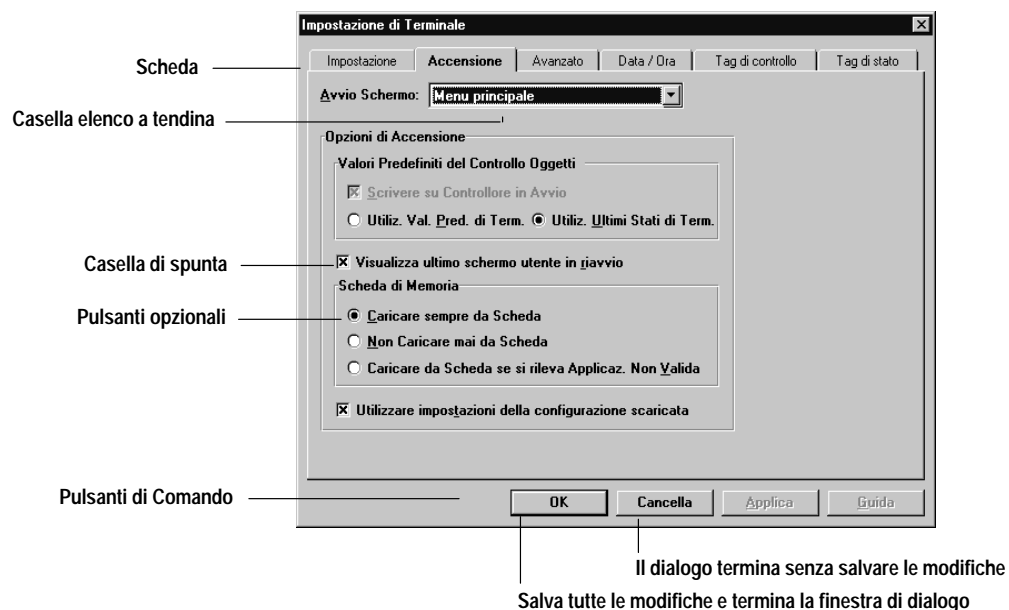 Impostazione di Terminale
Scheda
Impostazione Accensione Avanzato Data / Ora Tag di controllo Tag di stato
Avvio Schermo: Menu principale
Casella elenco a tendina
Opzioni di Accensione
Valori Predefiniti del Controllo Oggetti
Scrivere su Controllore in Avvio
Utiliz. Val. Pred. di Term. Utiliz. Ultimi Stati di Term.
Casella di spunta
Visualizza ultimo schermo utente in riavvio
Scheda di Memoria
Pulsanti opzionali
Caricare sempre da Scheda
Non Caricare mai da Scheda
Caricare da Scheda se si rileva Applicaz. Non Valida
Utilizzare impostazioni della configurazione scaricata
Pulsanti di Comando
OK Cancella Applica Guida
Il dialogo termina senza salvare le modifiche
Salva tutte le modifiche e termina la finestra di dialogo